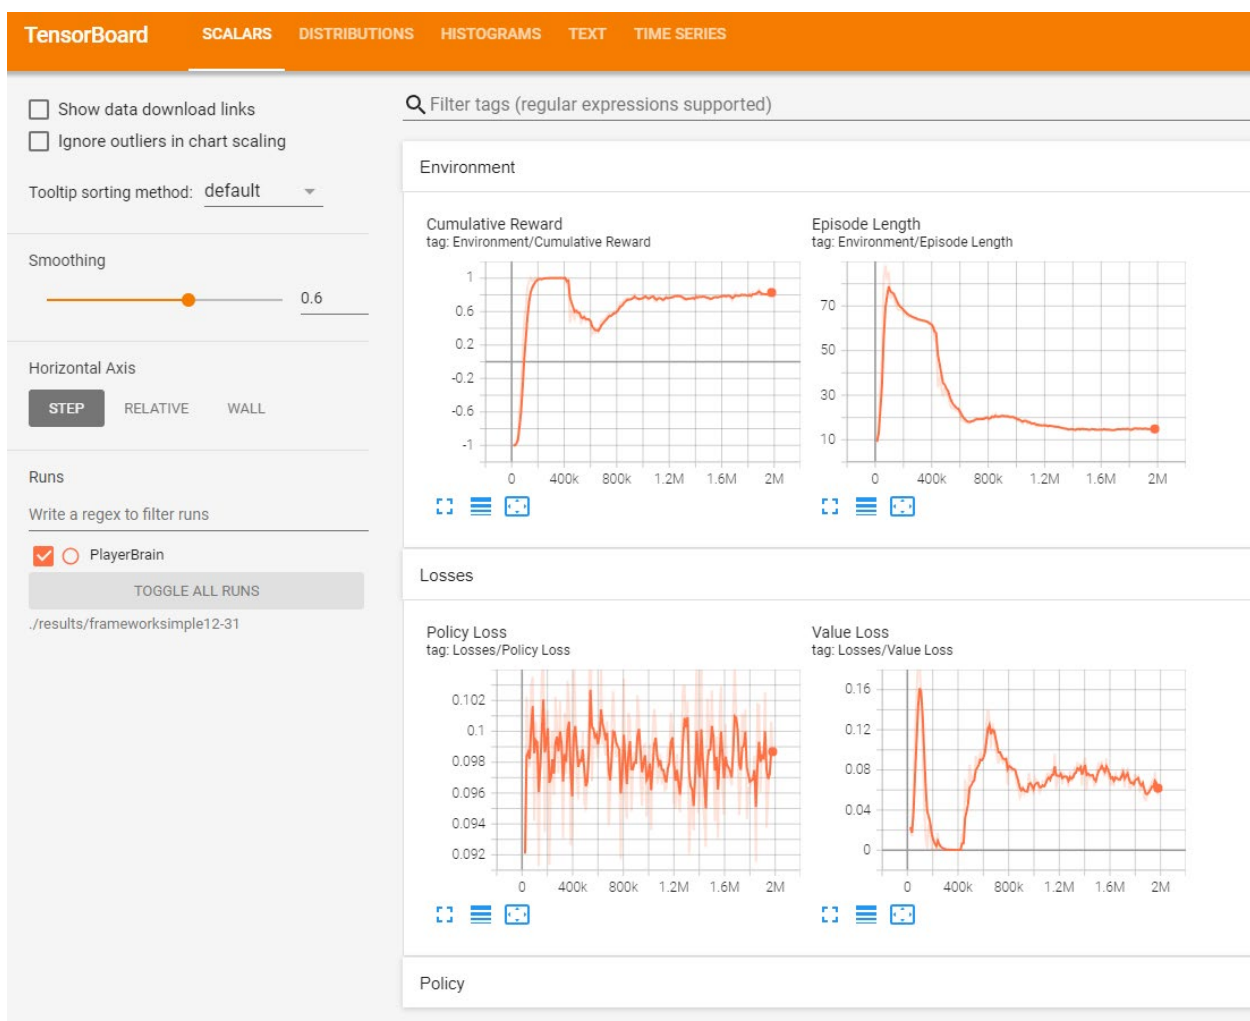 TensorBoard SCALARS DISTRIBUTIONS HISTOGRAMS TEXT TIME SERIES
Show data download links
Ignore outliers in chart scaling
Tooltip sorting method: default
Smoothing
0.6
Horizontal Axis
STEP RELATIVE WALL
Runs
Write a regex to filter runs
PlayerBrain
TOGGLE ALL RUNS
./results/frameworksimple12-31
Filter tags (regular expressions supported)
Environment
Cumulative Reward
tag: Environment/Cumulative Reward
1
0.6
0.2
-0.2
-0.6
-1
0 400k 800k 1.2M 1.6M 2M
Episode Length
tag: Environment/Episode Length
70
50
30
10
0 400k 800k 1.2M 1.6M 2M
Losses
Policy Loss
tag: Losses/Policy Loss
0.102
0.1
0.098
0.096
0.094
0.092
0 400k 800k 1.2M 1.6M 2M
Value Loss
tag: Losses/Value Loss
0.16
0.12
0.08
0.04
0
0 400k 800k 1.2M 1.6M 2M
Policy